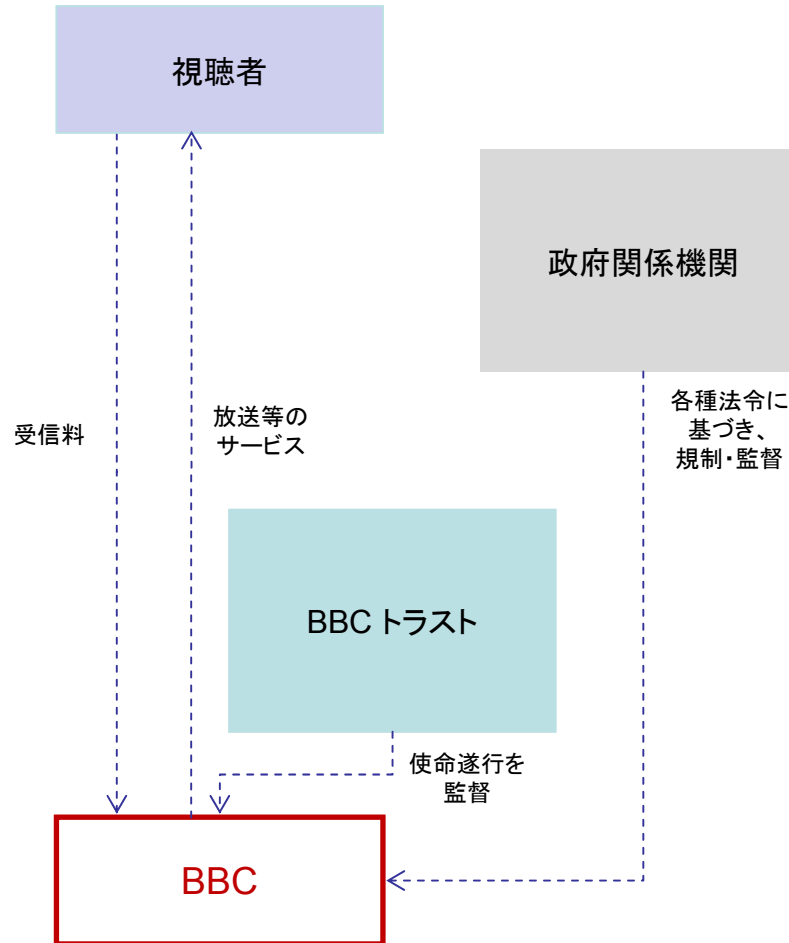 視聴者
政府関係機関
受信料
放送等の
サービス
各種法令に
基づき、
規制・監督
BBC トラスト
使命遂行を
監督
BBC